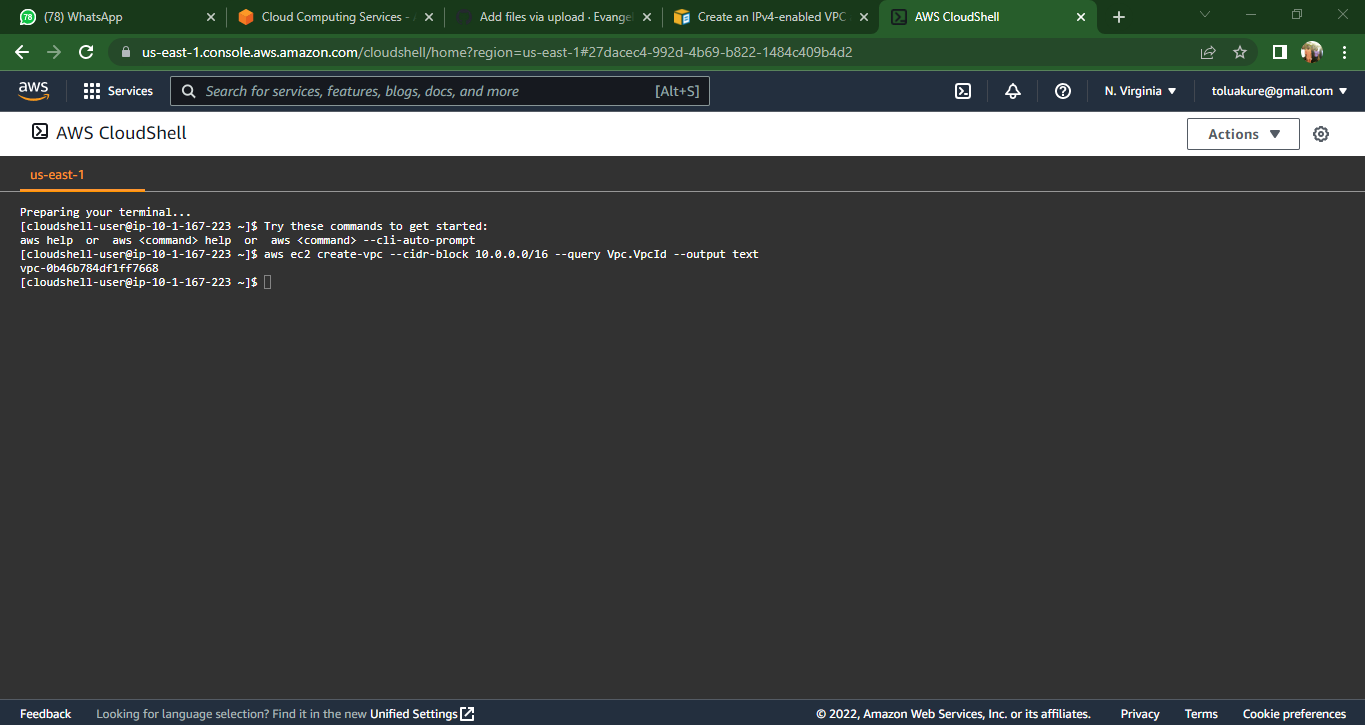 78 (78) WhatsApp
Cloud Computing Services -
Add files via upload · Evange
Create an IPv4-enabled VPC
AWS CloudShell
us-east-1.console.aws.amazon.com/cloudshell/home?region=us-east-1#27dacec4-992d-4b69-b822-1484c409b4d2
aws
Services
Search for services, features, blogs, docs, and more
[Alt+S]
N. Virginia ▼
toluakure@gmail.com ▼
AWS CloudShell
Actions ▼
us-east-1
Preparing your terminal...
[cloudshell-user@ip-10-1-167-223 ~]$ Try these commands to get started:
aws help  or  aws <command> help  or  aws <command> --cli-auto-prompt
[cloudshell-user@ip-10-1-167-223 ~]$ aws ec2 create-vpc --cidr-block 10.0.0.0/16 --query Vpc.VpcId --output text
vpc-0b46b784df1ff7668
[cloudshell-user@ip-10-1-167-223 ~]$
Feedback
Looking for language selection? Find it in the new Unified Settings
© 2022, Amazon Web Services, Inc. or its affiliates.
Privacy
Terms
Cookie preferences